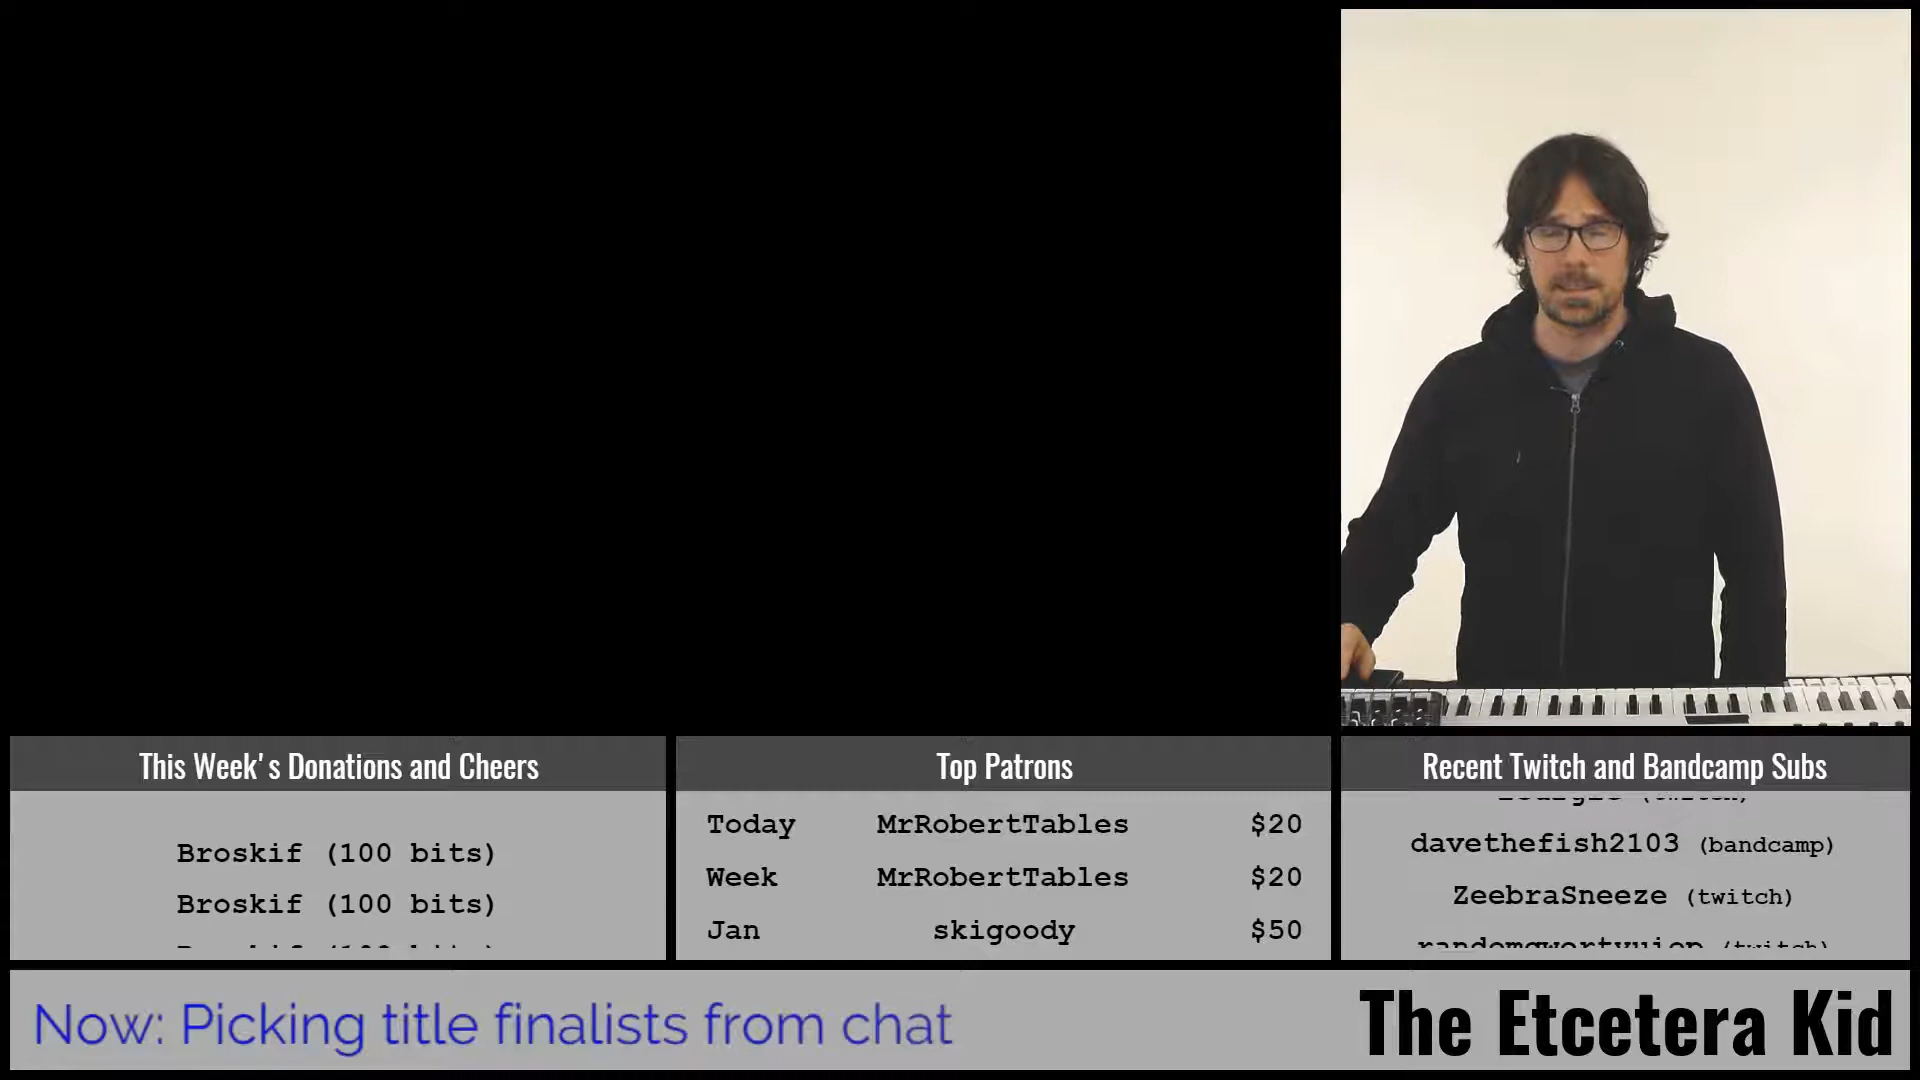 This Week's Donations and Cheers
Broskif (100 bits)
Broskif (100 bits)
Top Patrons
Today MrRobertTables $20
Week MrRobertTables $20
Jan skigoody $50
Recent Twitch and Bandcamp Subs
davethefish2103 (bandcamp)
ZeebraSneeze (twitch)
Now: Picking title finalists from chat
The Etcetera Kid